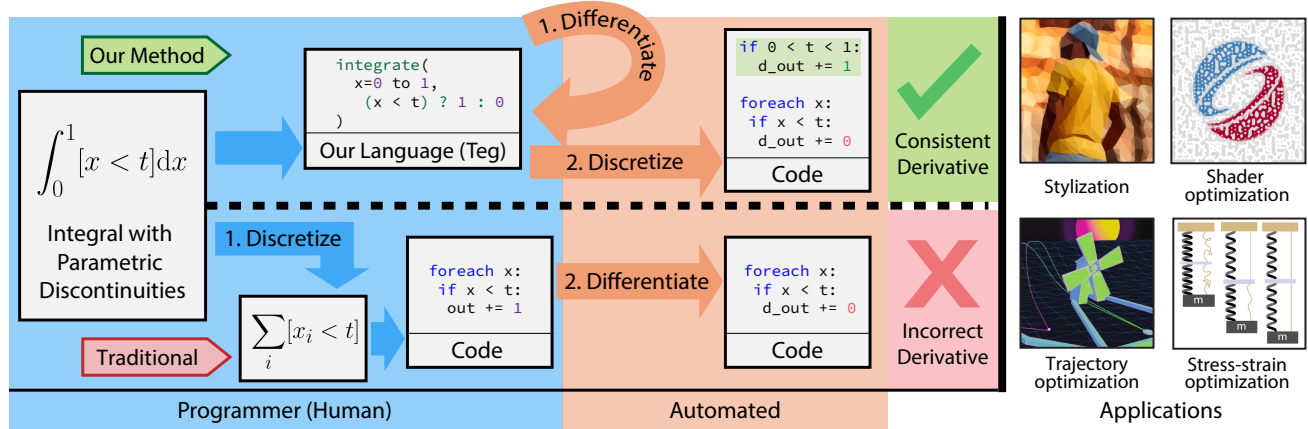 Our Method
integrate(
x=0 to 1,
(x < t) ? 1 : 0
)
Our Language (Teg)
1. Differentiate
2. Discretize
if 0 < t < 1:
d_out += 1
foreach x:
if x < t:
d_out += 0
Code
Consistent
Derivative
∫₀¹[x < t]dx
Integral with
Parametric
Discontinuities
Traditional
1. Discretize
∑ᵢ[xᵢ < t]
foreach x:
if x < t:
out += 1
Code
2. Differentiate
foreach x:
if x < t:
d_out += 0
Code
Incorrect
Derivative
Programmer (Human)
Automated
Stylization
Shader
optimization
m
m
m
Trajectory
optimization
Stress-strain
optimization
Applications